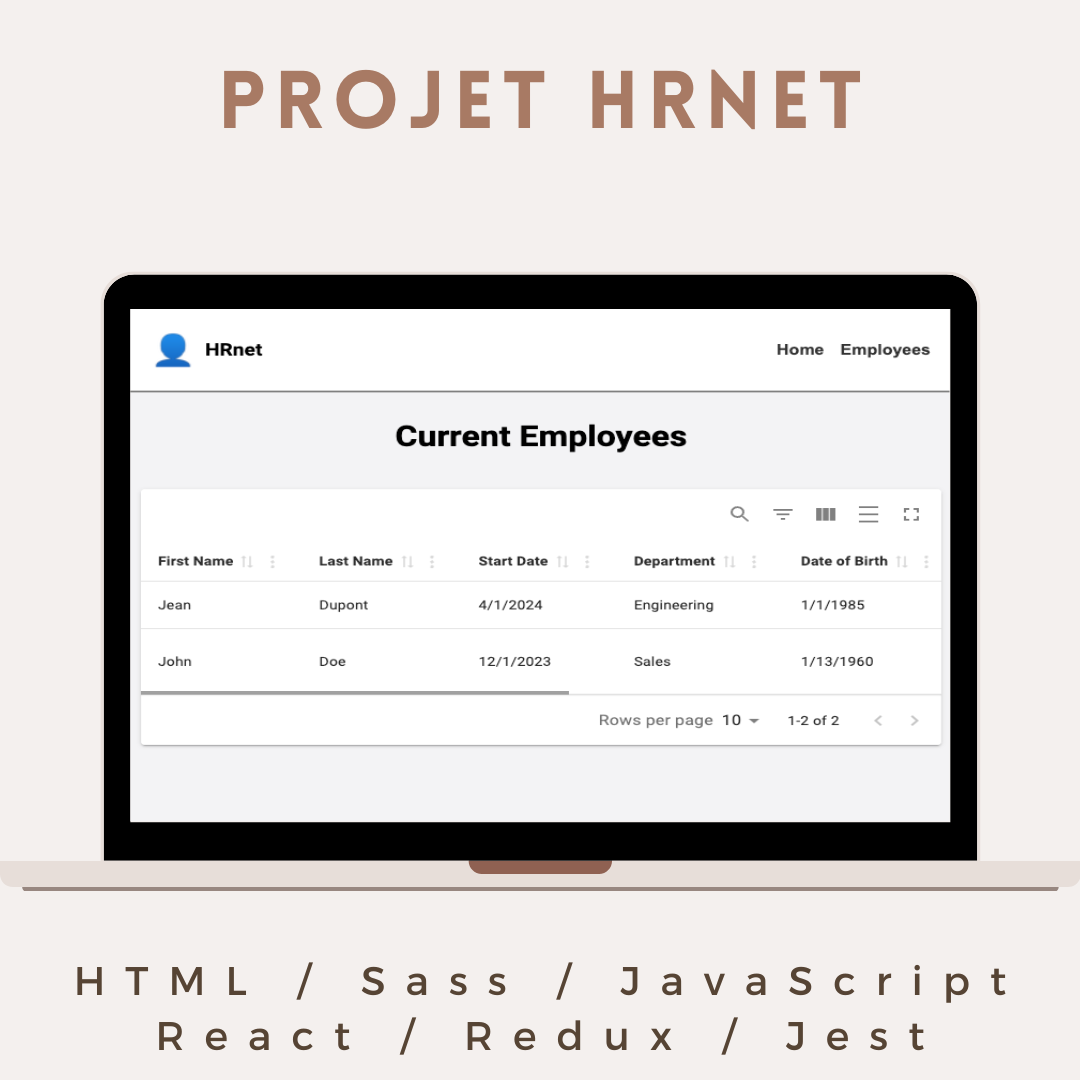 PROJET HRNET
HRnet Home Employees
Current Employees
First Name Last Name Start Date Department Date of Birth
Jean Dupont 4/1/2024 Engineering 1/1/1985
John Doe 12/1/2023 Sales 1/13/1960
Rows per page 10 1-2 of 2
HTML / Sass / JavaScript
React / Redux / Jest